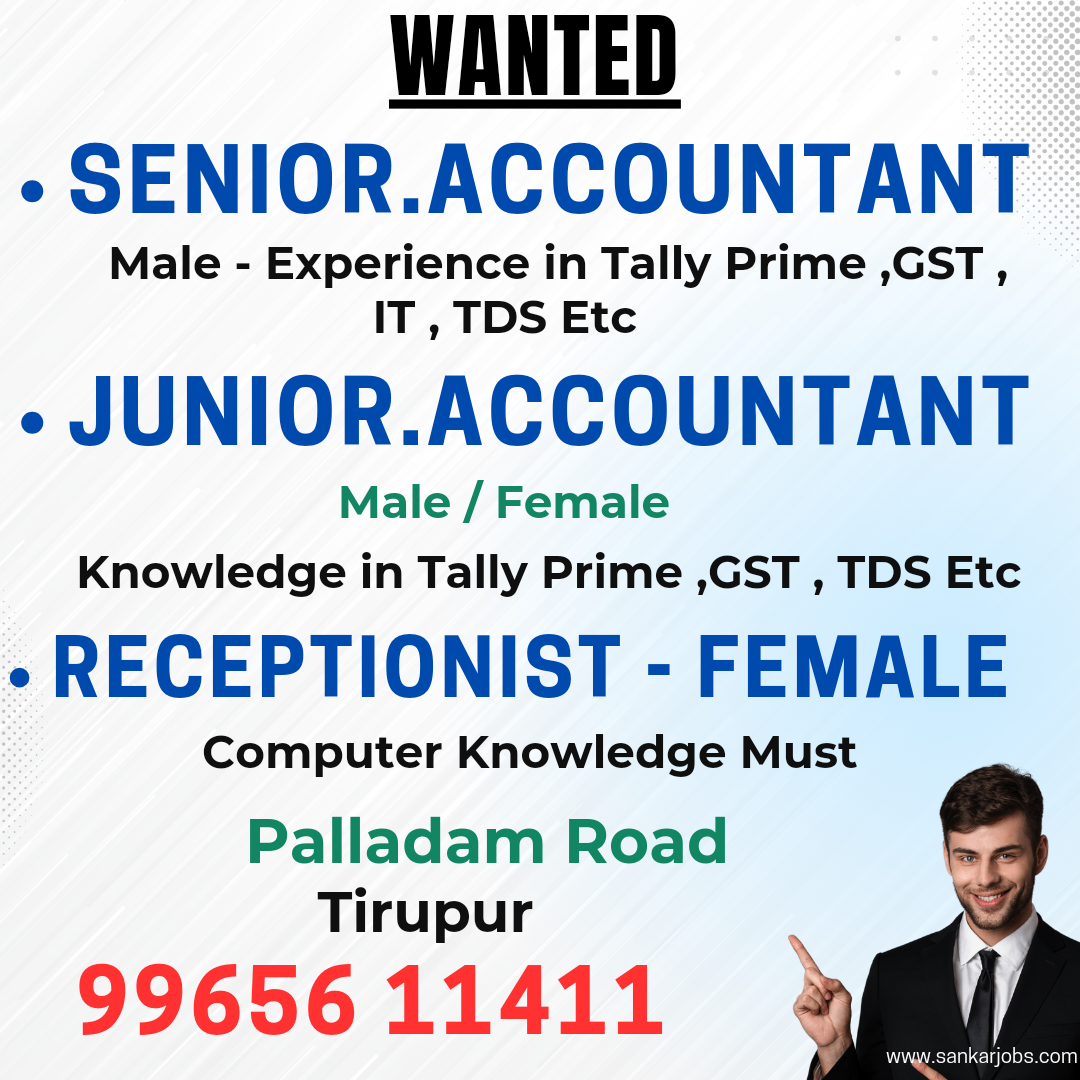 WANTED
• SENIOR.ACCOUNTANT
Male - Experience in Tally Prime ,GST ,
IT , TDS Etc
• JUNIOR.ACCOUNTANT
Male / Female
Knowledge in Tally Prime ,GST , TDS Etc
• RECEPTIONIST - FEMALE
Computer Knowledge Must
Palladam Road
Tirupur
99656 11411
www.sankarjobs.com